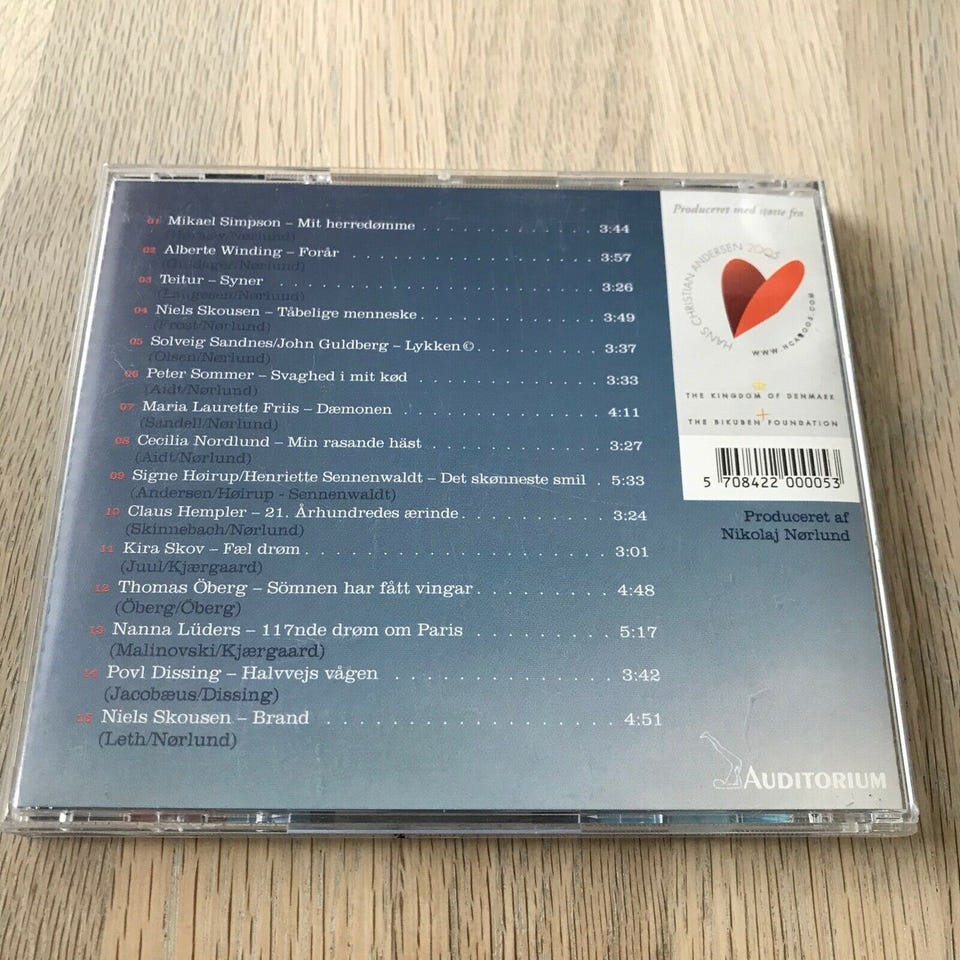 01 Mikael Simpson – Mit herredømme . . . . . . . . . . . . . 3:44
02 Alberte Winding – Forår . . . . . . . . . . . . . . . . . . 3:57
(Guldager/Nørlund)
03 Teitur – Syner . . . . . . . . . . . . . . . . . . . . . . . 3:26
(Laugesen/Nørlund)
04 Niels Skousen – Tåbelige menneske . . . . . . . . . . . . . 3:49
(Frost/Nørlund)
05 Solveig Sandnes/John Guldberg – Lykken© . . . . . . . . . 3:37
(Olsen/Nørlund)
06 Peter Sommer – Svaghed i mit kød . . . . . . . . . . . . . 3:33
(Aidt/Nørlund)
07 Maria Laurette Friis – Dæmonen . . . . . . . . . . . . . . 4:11
(Sandell/Nørlund)
08 Cecilia Nordlund – Min rasande häst . . . . . . . . . . . . 3:27
(Aidt/Nørlund)
09 Signe Høirup/Henriette Sennenwaldt – Det skønneste smil . 5:33
(Andersen/Høirup - Sennenwaldt)
10 Claus Hempler – 21. Århundredes ærinde . . . . . . . . . . 3:24
(Skinnebach/Nørlund)
11 Kira Skov – Fæl drøm . . . . . . . . . . . . . . . . . . . . 3:01
(Juul/Kjærgaard)
12 Thomas Öberg – Sömnen har fått vingar . . . . . . . . . . 4:48
(Öberg/Öberg)
13 Nanna Lüders – 117nde drøm om Paris . . . . . . . . . . 5:17
(Malinovski/Kjærgaard)
14 Povl Dissing – Halvvejs vågen . . . . . . . . . . . . . . . 3:42
(Jacobæus/Dissing)
15 Niels Skousen – Brand . . . . . . . . . . . . . . . . . . 4:51
(Leth/Nørlund)
Produceret med støtte fra
HANS CHRISTIAN ANDERSEN 2005
WWW.HCA2005.COM
THE KINGDOM OF DENMARK
+
THE BIKUBEN FOUNDATION
5 708422 000053
Produceret af
Nikolaj Nørlund
AUDITORIUM